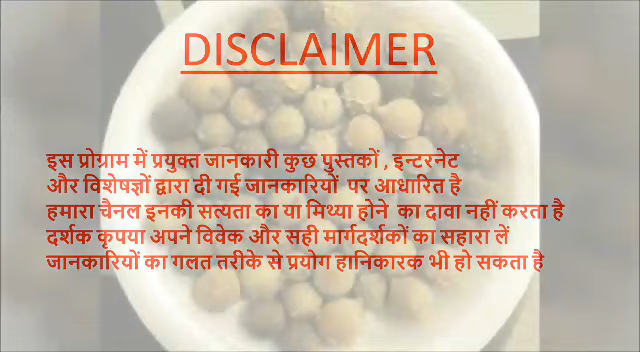 DISCLAIMER
इस प्रोग्राम में प्रयुक्त जानकारी कुछ पुस्तकों , इन्टरनेट
और विशेषज्ञों द्वारा दी गई जानकारियों पर आधारित है
हमारा चैनल इनकी सत्यता का या मिथ्या होने का दावा नहीं करता है
दर्शक कृपया अपने विवेक और सही मार्गदर्शकों का सहारा लें
जानकारियों का गलत तरीके से प्रयोग हानिकारक भी हो सकता है